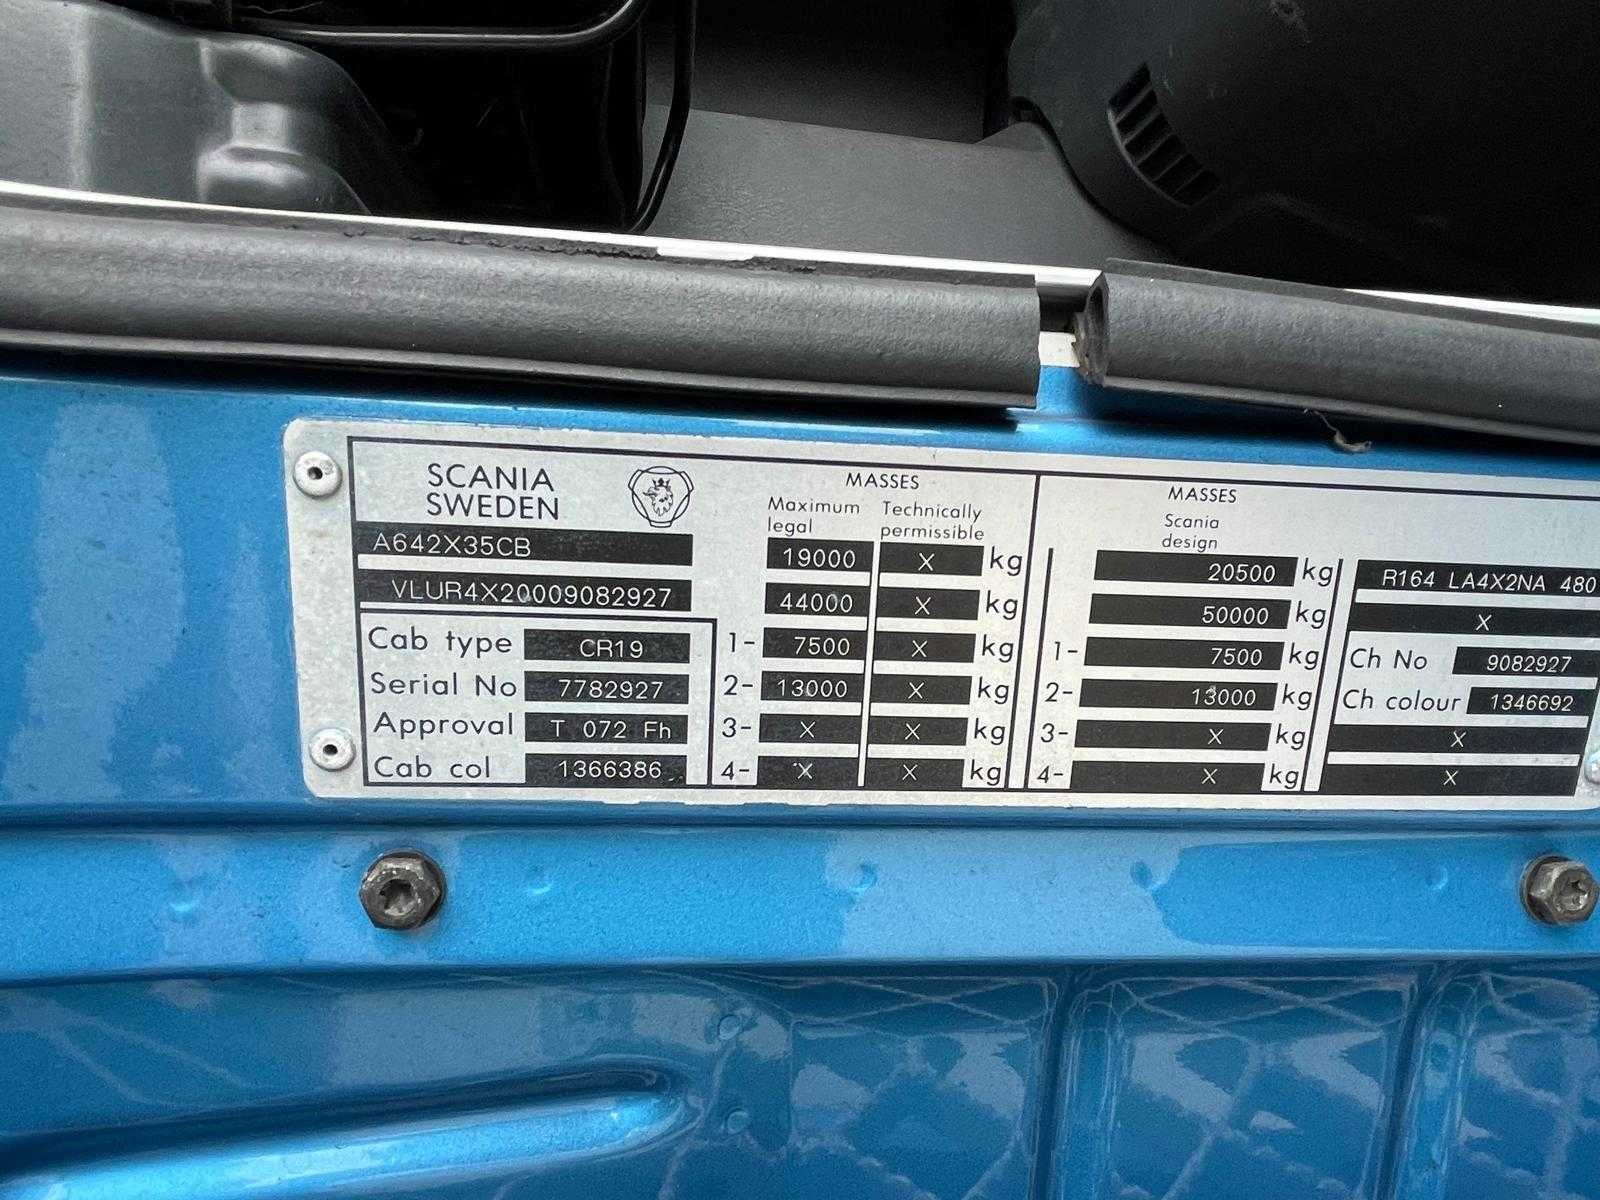 SCANIA
SWEDEN
A642X35CB
VLUR4X20009082927
Cab type CR19
Serial No 7782927
Approval T 072 Fh
Cab col 1366386
MASSES
Maximum legal Technically permissible
19000 X kg
44000 X kg
1- 7500 X kg
2- 13000 X kg
3- X X kg
4- X X kg
MASSES
Scania design
20500 kg
50000 kg
1- 7500 kg
2- 13000 kg
3- X kg
4- X kg
R164 LA4X2NA 480
X
Ch No 9082927
Ch colour 1346692
X
X